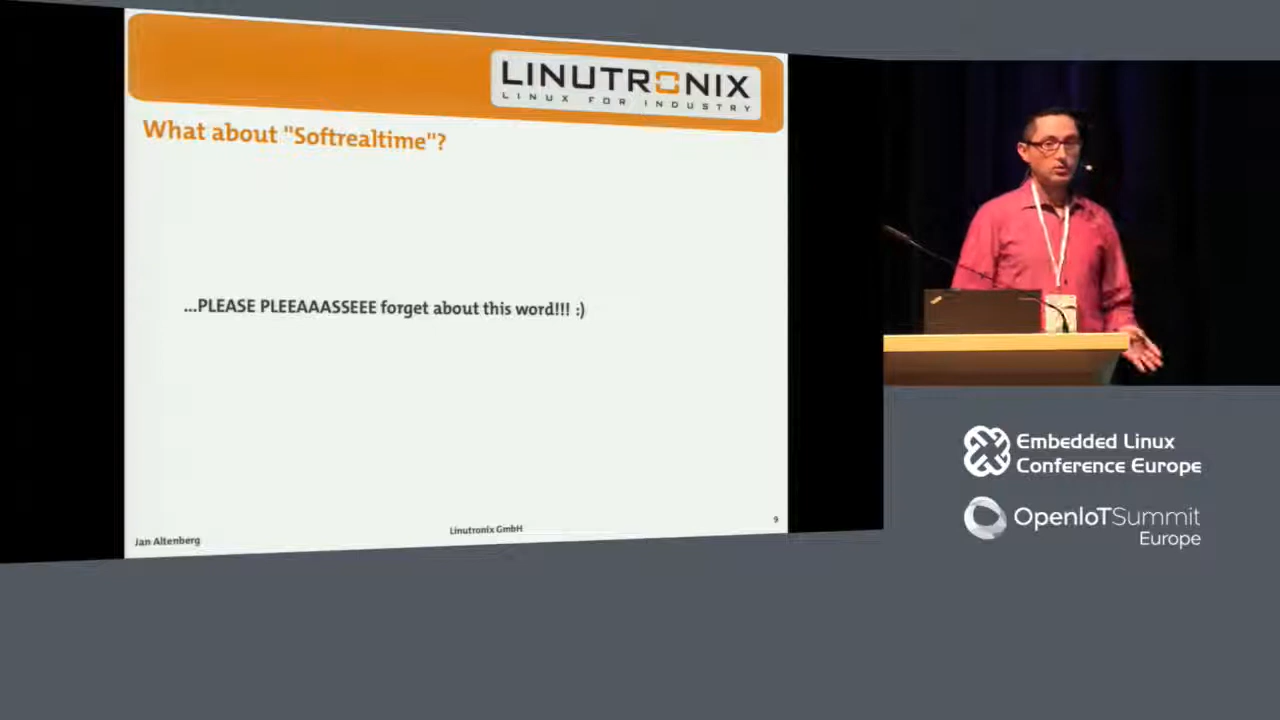 LINUTRONIX
LINUX FOR INDUSTRY
What about "Softrealtime"?
...PLEASE PLEEAAASSEEE forget about this word!!! :)
Jan Altenberg
Linutronix GmbH
9
Embedded Linux
Conference Europe
OpenIoTSummit
Europe